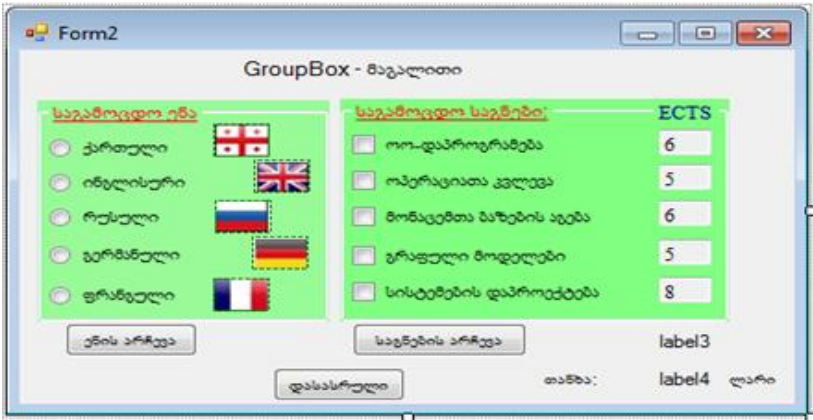 Form2
GroupBox - მაგალითი
საგამოცდო ენა
ქართული
ინგლისური
რუსული
გერმანული
ფრანგული
ენის არჩევა
საგამოცდო საგნები: ECTS
ოო-დაპროგრამება 6
ოპერაციათა კვლევა 5
მონაცემთა ბაზების აგება 6
გრაფული მოდელები 5
სისტემების დაპროექტება 8
საგნების არჩევა label3
დასასრული თანხა: label4 ლარი